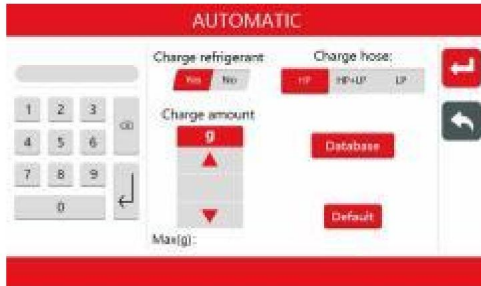 AUTOMATIC
Charge refrigerant
Yes No
Charge hose:
HP HP+LP LP
1 2 3
4 5 6
7 8 9
0
Charge amount
g
Database
Default
Max(g):